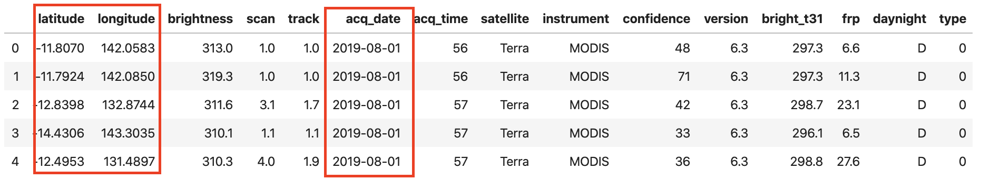 latitude longitude brightness scan track acq_date acq_time satellite instrument confidence version bright_t31 frp daynight type
0 -11.8070 142.0583 313.0 1.0 1.0 2019-08-01 56 Terra MODIS 48 6.3 297.3 6.6 D 0
1 -11.7924 142.0850 319.3 1.0 1.0 2019-08-01 56 Terra MODIS 71 6.3 297.3 11.3 D 0
2 -12.8398 132.8744 311.6 3.1 1.7 2019-08-01 57 Terra MODIS 42 6.3 298.7 23.1 D 0
3 -14.4306 143.3035 310.1 1.1 1.1 2019-08-01 57 Terra MODIS 33 6.3 296.1 6.5 D 0
4 -12.4953 131.4897 310.3 4.0 1.9 2019-08-01 57 Terra MODIS 36 6.3 298.8 27.6 D 0